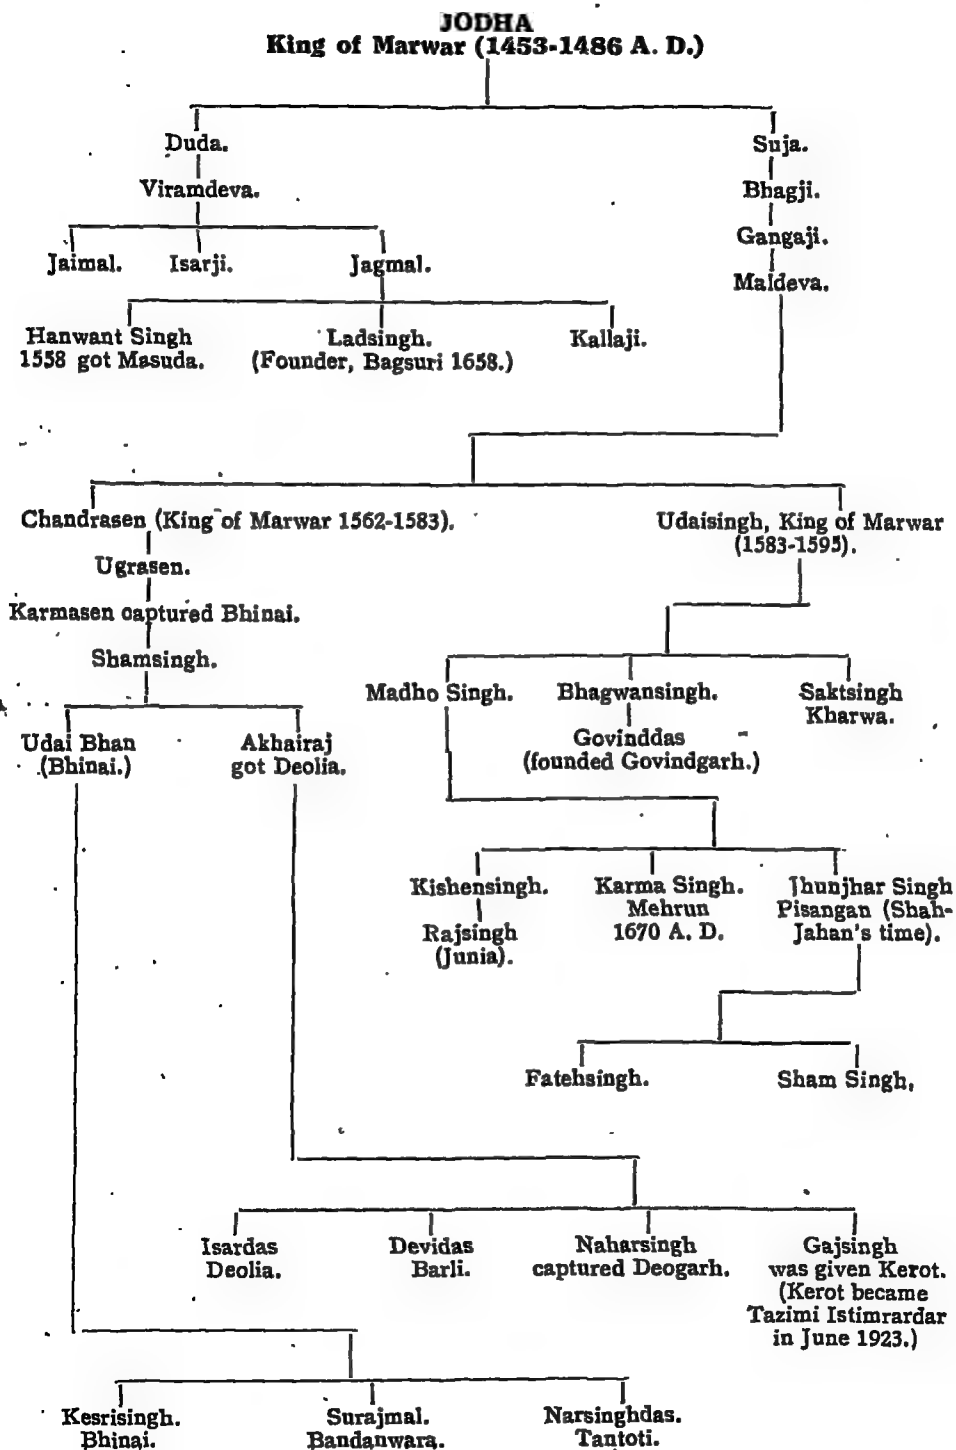 JODHA
King of Marwar (1453-1486 A. D.)
Duda.
Suja.
Viramdeva.
Bhagji.
Gangaji.
Jaimal.
Isarji.
Jagmal.
Maldeva.
Hanwant Singh
1558 got Masuda.
Ladsingh.
(Founder, Bagsuri 1658.)
Kallaji.
Chandrasen (King of Marwar 1562-1583).
Udaisingh, King of Marwar
(1583-1595).
Ugrasen.
Karmasen captured Bhinai.
Shamsingh.
Madho Singh.
Bhagwansingh.
Saktsingh
Kharwa.
Govinddas
(founded Govindgarh.)
Udai Bhan
(Bhinai.)
Akhairaj
got Deolia.
Kishensingh.
Rajsingh
(Junia).
Karma Singh.
Mehrun
1670 A. D.
Jhunjhar Singh
Pisangan (Shah-
Jahan's time).
Fatehsingh.
Sham Singh,
Isardas
Deolia.
Devidas
Barli.
Naharsingh
captured Deogarh.
Gajsingh
was given Kerot.
(Kerot became
Tazimi Istimrardar
in June 1923.)
Kesrisingh.
Bhinai.
Surajmal.
Bandanwara.
Narsinghdas.
Tantoti.